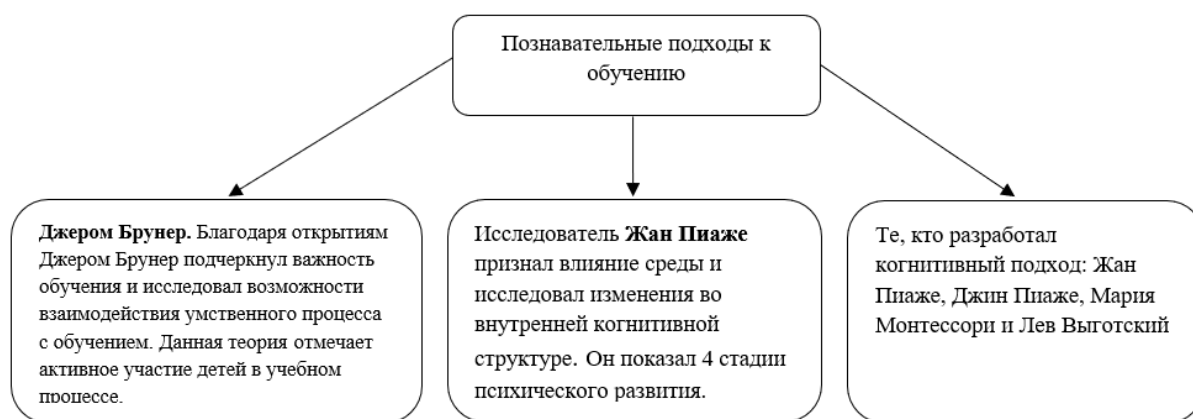 Познавательные подходы к
обучению
Джером Брунер. Благодаря открытиям
Джером Брунер подчеркнул важность
обучения и исследовал возможности
взаимодействия умственного процесса
с обучением. Данная теория отмечает
активное участие детей в учебном
процессе.
Исследователь Жан Пиаже
признал влияние среды и
исследовал изменения во
внутренней когнитивной
структуре. Он показал 4 стадии
психического развития.
Те, кто разработал
когнитивный подход: Жан
Пиаже, Джин Пиаже, Мария
Монтессори и Лев Выготский